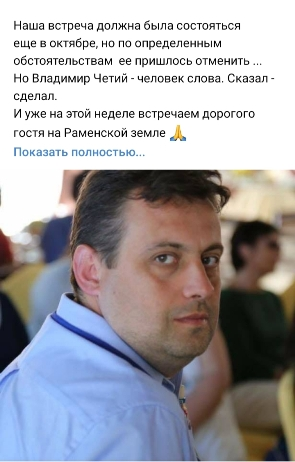 Наша встреча должна была состояться
еще в октябре, но по определенным
обстоятельствам ее пришлось отменить ...
Но Владимир Четий - человек слова. Сказал -
сделал.
И уже на этой неделе встречаем дорогого
гостя на Раменской земле 🙏
Показать полностью...